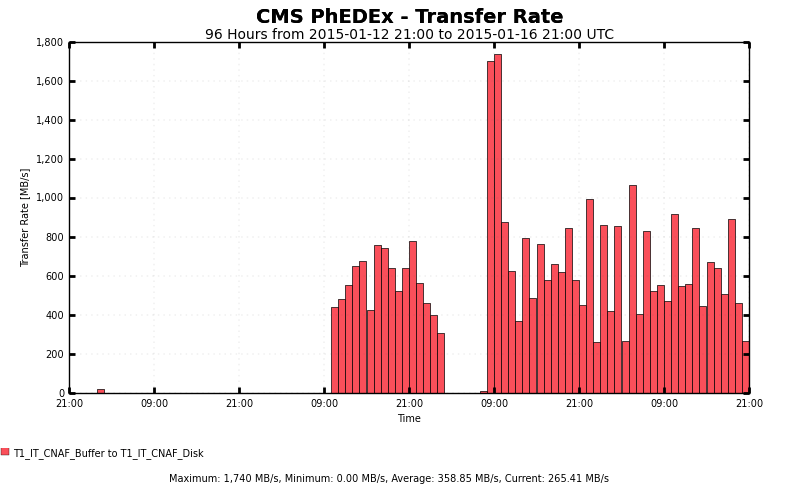 CMS PhEDEx - Transfer Rate
96 Hours from 2015-01-12 21:00 to 2015-01-16 21:00 UTC
1,800
1,600
1,400
1,200
1,000
800
600
400
200
0
Transfer Rate [MB/s]
21:00 09:00 21:00 09:00 21:00 09:00 21:00 09:00 21:00
Time
T1_IT_CNAF_Buffer to T1_IT_CNAF_Disk
Maximum: 1,740 MB/s, Minimum: 0.00 MB/s, Average: 358.85 MB/s, Current: 265.41 MB/s